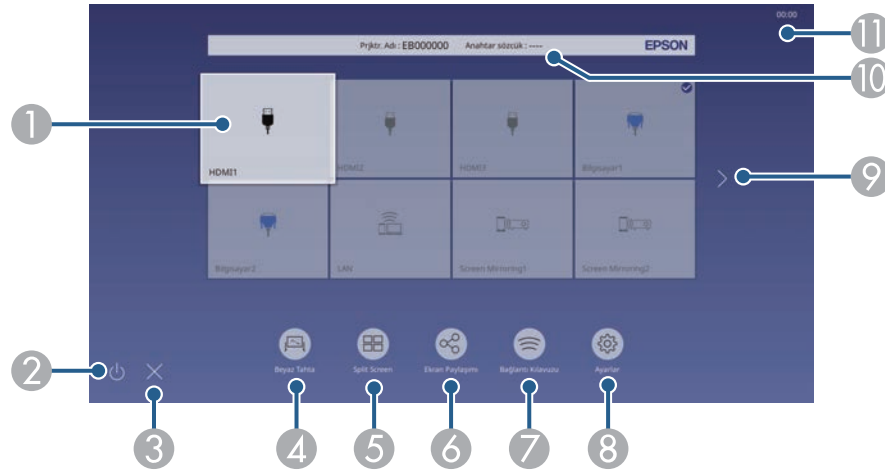 00:00
Prjktr. Adı : EB000000 Anahtar sözcük : ---- EPSON
HDMI1
HDMI2
HDMI3
Bilgisayar1
Bilgisayar2
LAN
Screen Mirroring1
Screen Mirroring2
Beyaz Tahta
Split Screen
Ekran Paylaşımı
Bağlantı Kılavuzu
Ayarlar
1
2
3
4
5
6
7
8
9
10
11